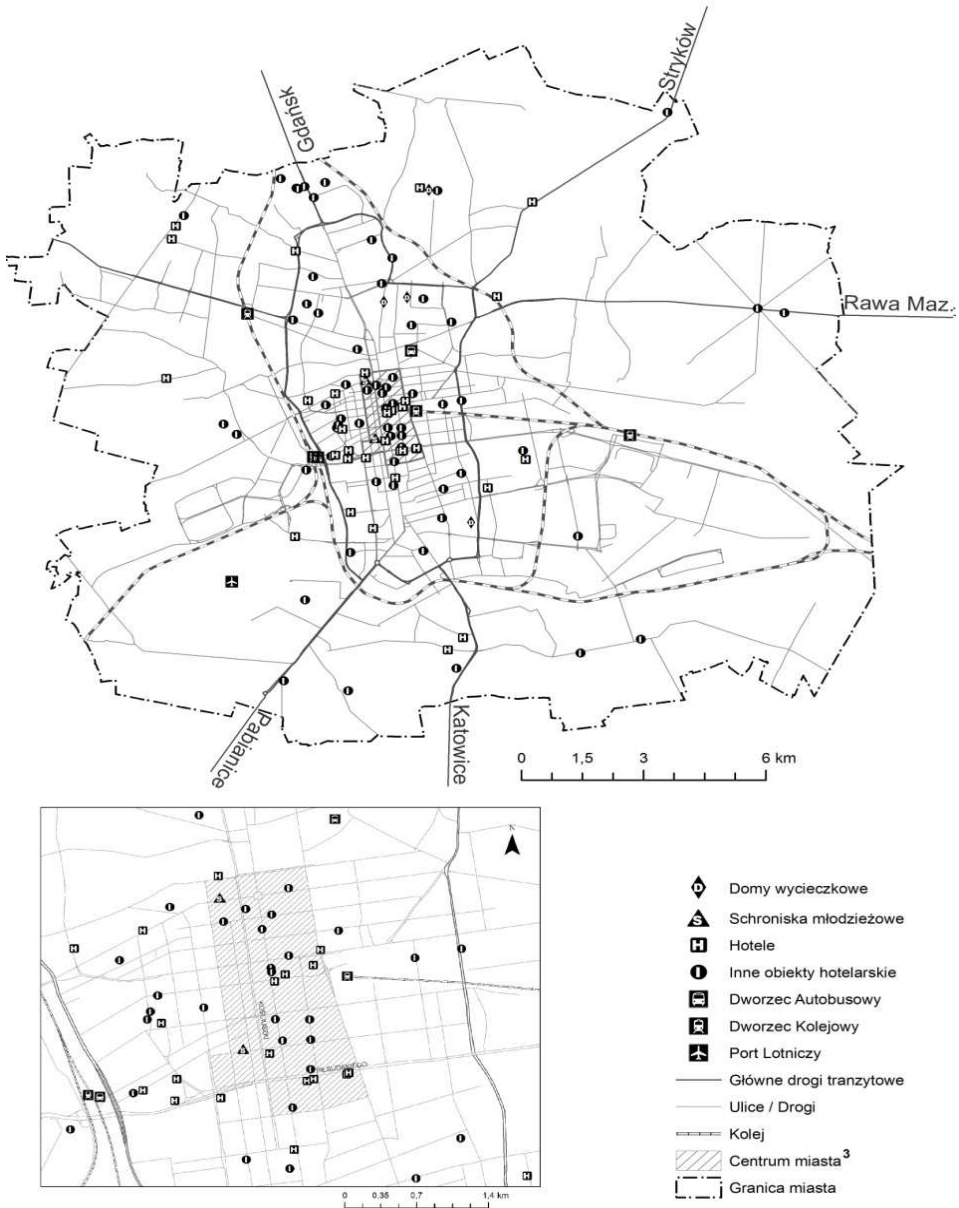 Gdańsk
Stryków
Rawa Maz.
Pabianice
Katowice
0 1,5 3 6 km
KOŚCIUSZKI
PIŁSUDSKIEGO
0 0,35 0,7 1,4 km
Domy wycieczkowe
Schroniska młodzieżowe
Hotele
Inne obiekty hotelarskie
Dworzec Autobusowy
Dworzec Kolejowy
Port Lotniczy
Główne drogi tranzytowe
Ulice / Drogi
Kolej
Centrum miasta³
Granica miasta